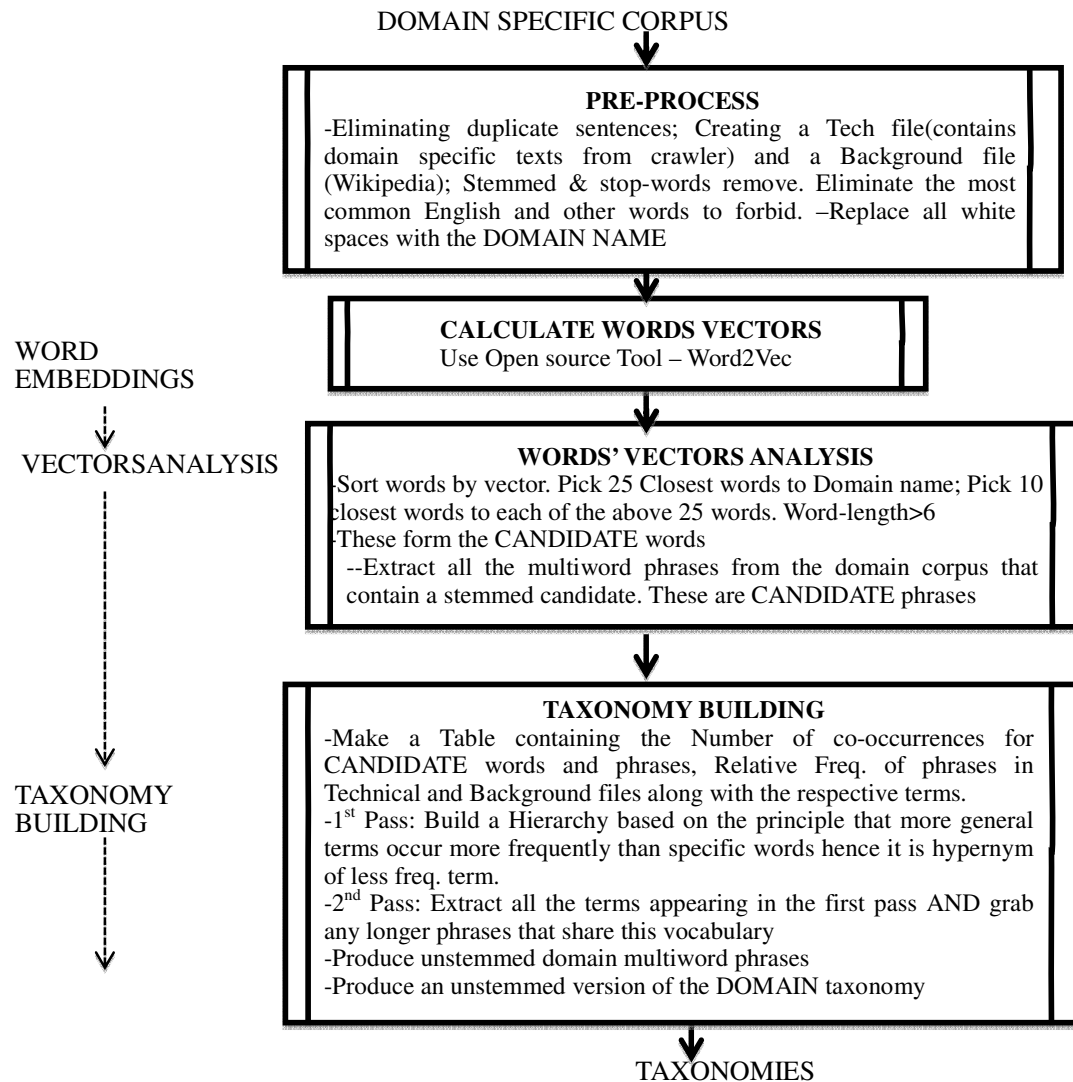 DOMAIN SPECIFIC CORPUS
PRE-PROCESS
-Eliminating duplicate sentences; Creating a Tech file(contains
domain specific texts from crawler) and a Background file
(Wikipedia); Stemmed & stop-words remove. Eliminate the most
common English and other words to forbid. –Replace all white
spaces with the DOMAIN NAME
CALCULATE WORDS VECTORS
Use Open source Tool – Word2Vec
WORD
EMBEDDINGS
VECTORSANALYSIS
WORDS' VECTORS ANALYSIS
-Sort words by vector. Pick 25 Closest words to Domain name; Pick 10
closest words to each of the above 25 words. Word-length>6
-These form the CANDIDATE words
--Extract all the multiword phrases from the domain corpus that
contain a stemmed candidate. These are CANDIDATE phrases
TAXONOMY
BUILDING
TAXONOMY BUILDING
-Make a Table containing the Number of co-occurrences for
CANDIDATE words and phrases, Relative Freq. of phrases in
Technical and Background files along with the respective terms.
-1st Pass: Build a Hierarchy based on the principle that more general
terms occur more frequently than specific words hence it is hypernym
of less freq. term.
-2nd Pass: Extract all the terms appearing in the first pass AND grab
any longer phrases that share this vocabulary
-Produce unstemmed domain multiword phrases
-Produce an unstemmed version of the DOMAIN taxonomy
TAXONOMIES